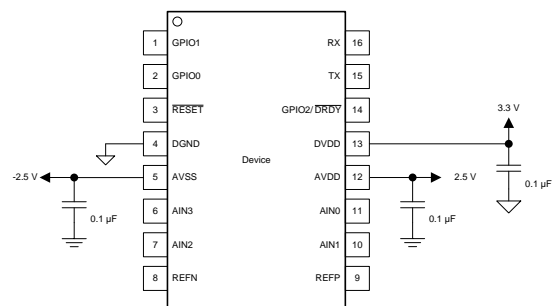 1 GPIO1 RX 16
2 GPIO0 TX 15
3 RESET GPIO2/DRDY 14
3.3 V
4 DGND DVDD 13
Device
-2.5 V 5 AVSS AVDD 12 2.5 V
0.1 µF
0.1 µF 6 AIN3 AIN0 11 0.1 µF
7 AIN2 AIN1 10
8 REFN REFP 9